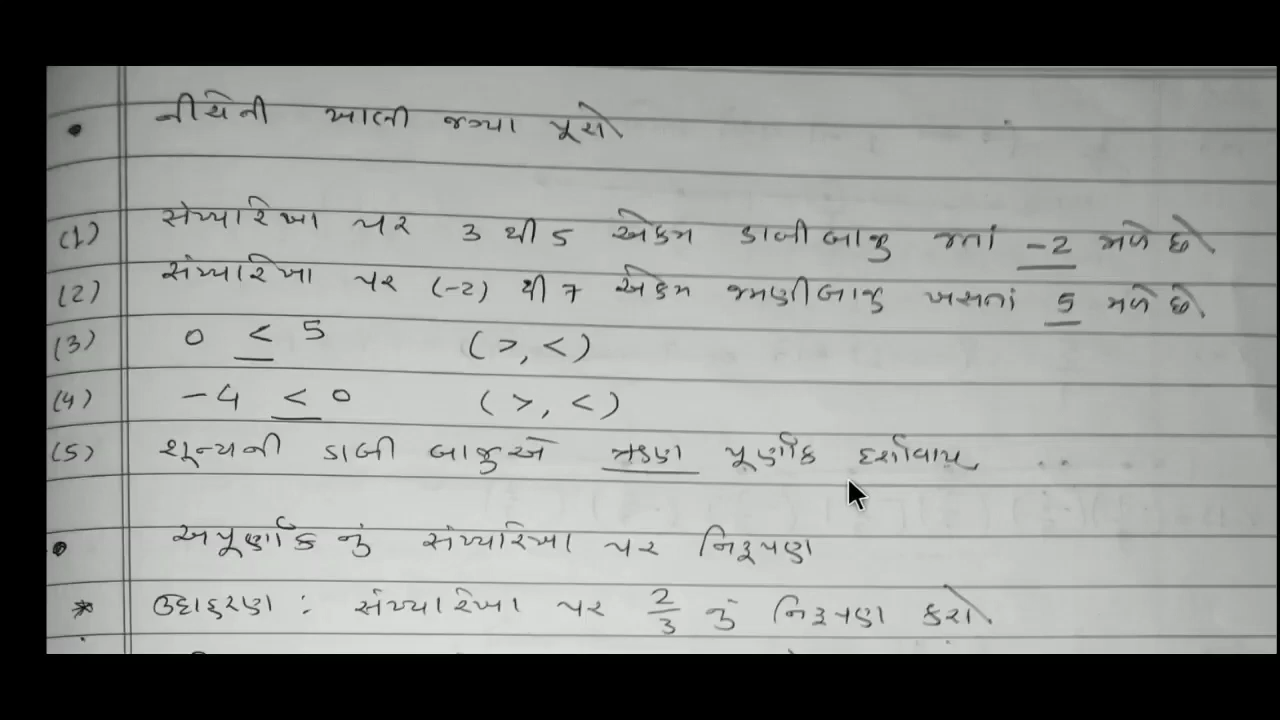 • નીચેની ખાલી જગ્યા પૂરો
(1) સંખ્યારેખા પર 3 થી 5 એકમ ડાબી બાજુ જતાં -2 મળે છે.
(2) સંખ્યારેખા પર (-2) થી 7 એકમ જમણી બાજુ ખસતાં 5 મળે છે.
(3) 0 < 5 (>, <)
(4) -4 < 0 (>, <)
(5) શૂન્યની ડાબી બાજુએ ઋણ પૂર્ણાંક દર્શાવાય.
• અપૂર્ણાંક નું સંખ્યારેખા પર નિરૂપણ
* ઉદાહરણ : સંખ્યારેખા પર 2/3 નું નિરૂપણ કરો.